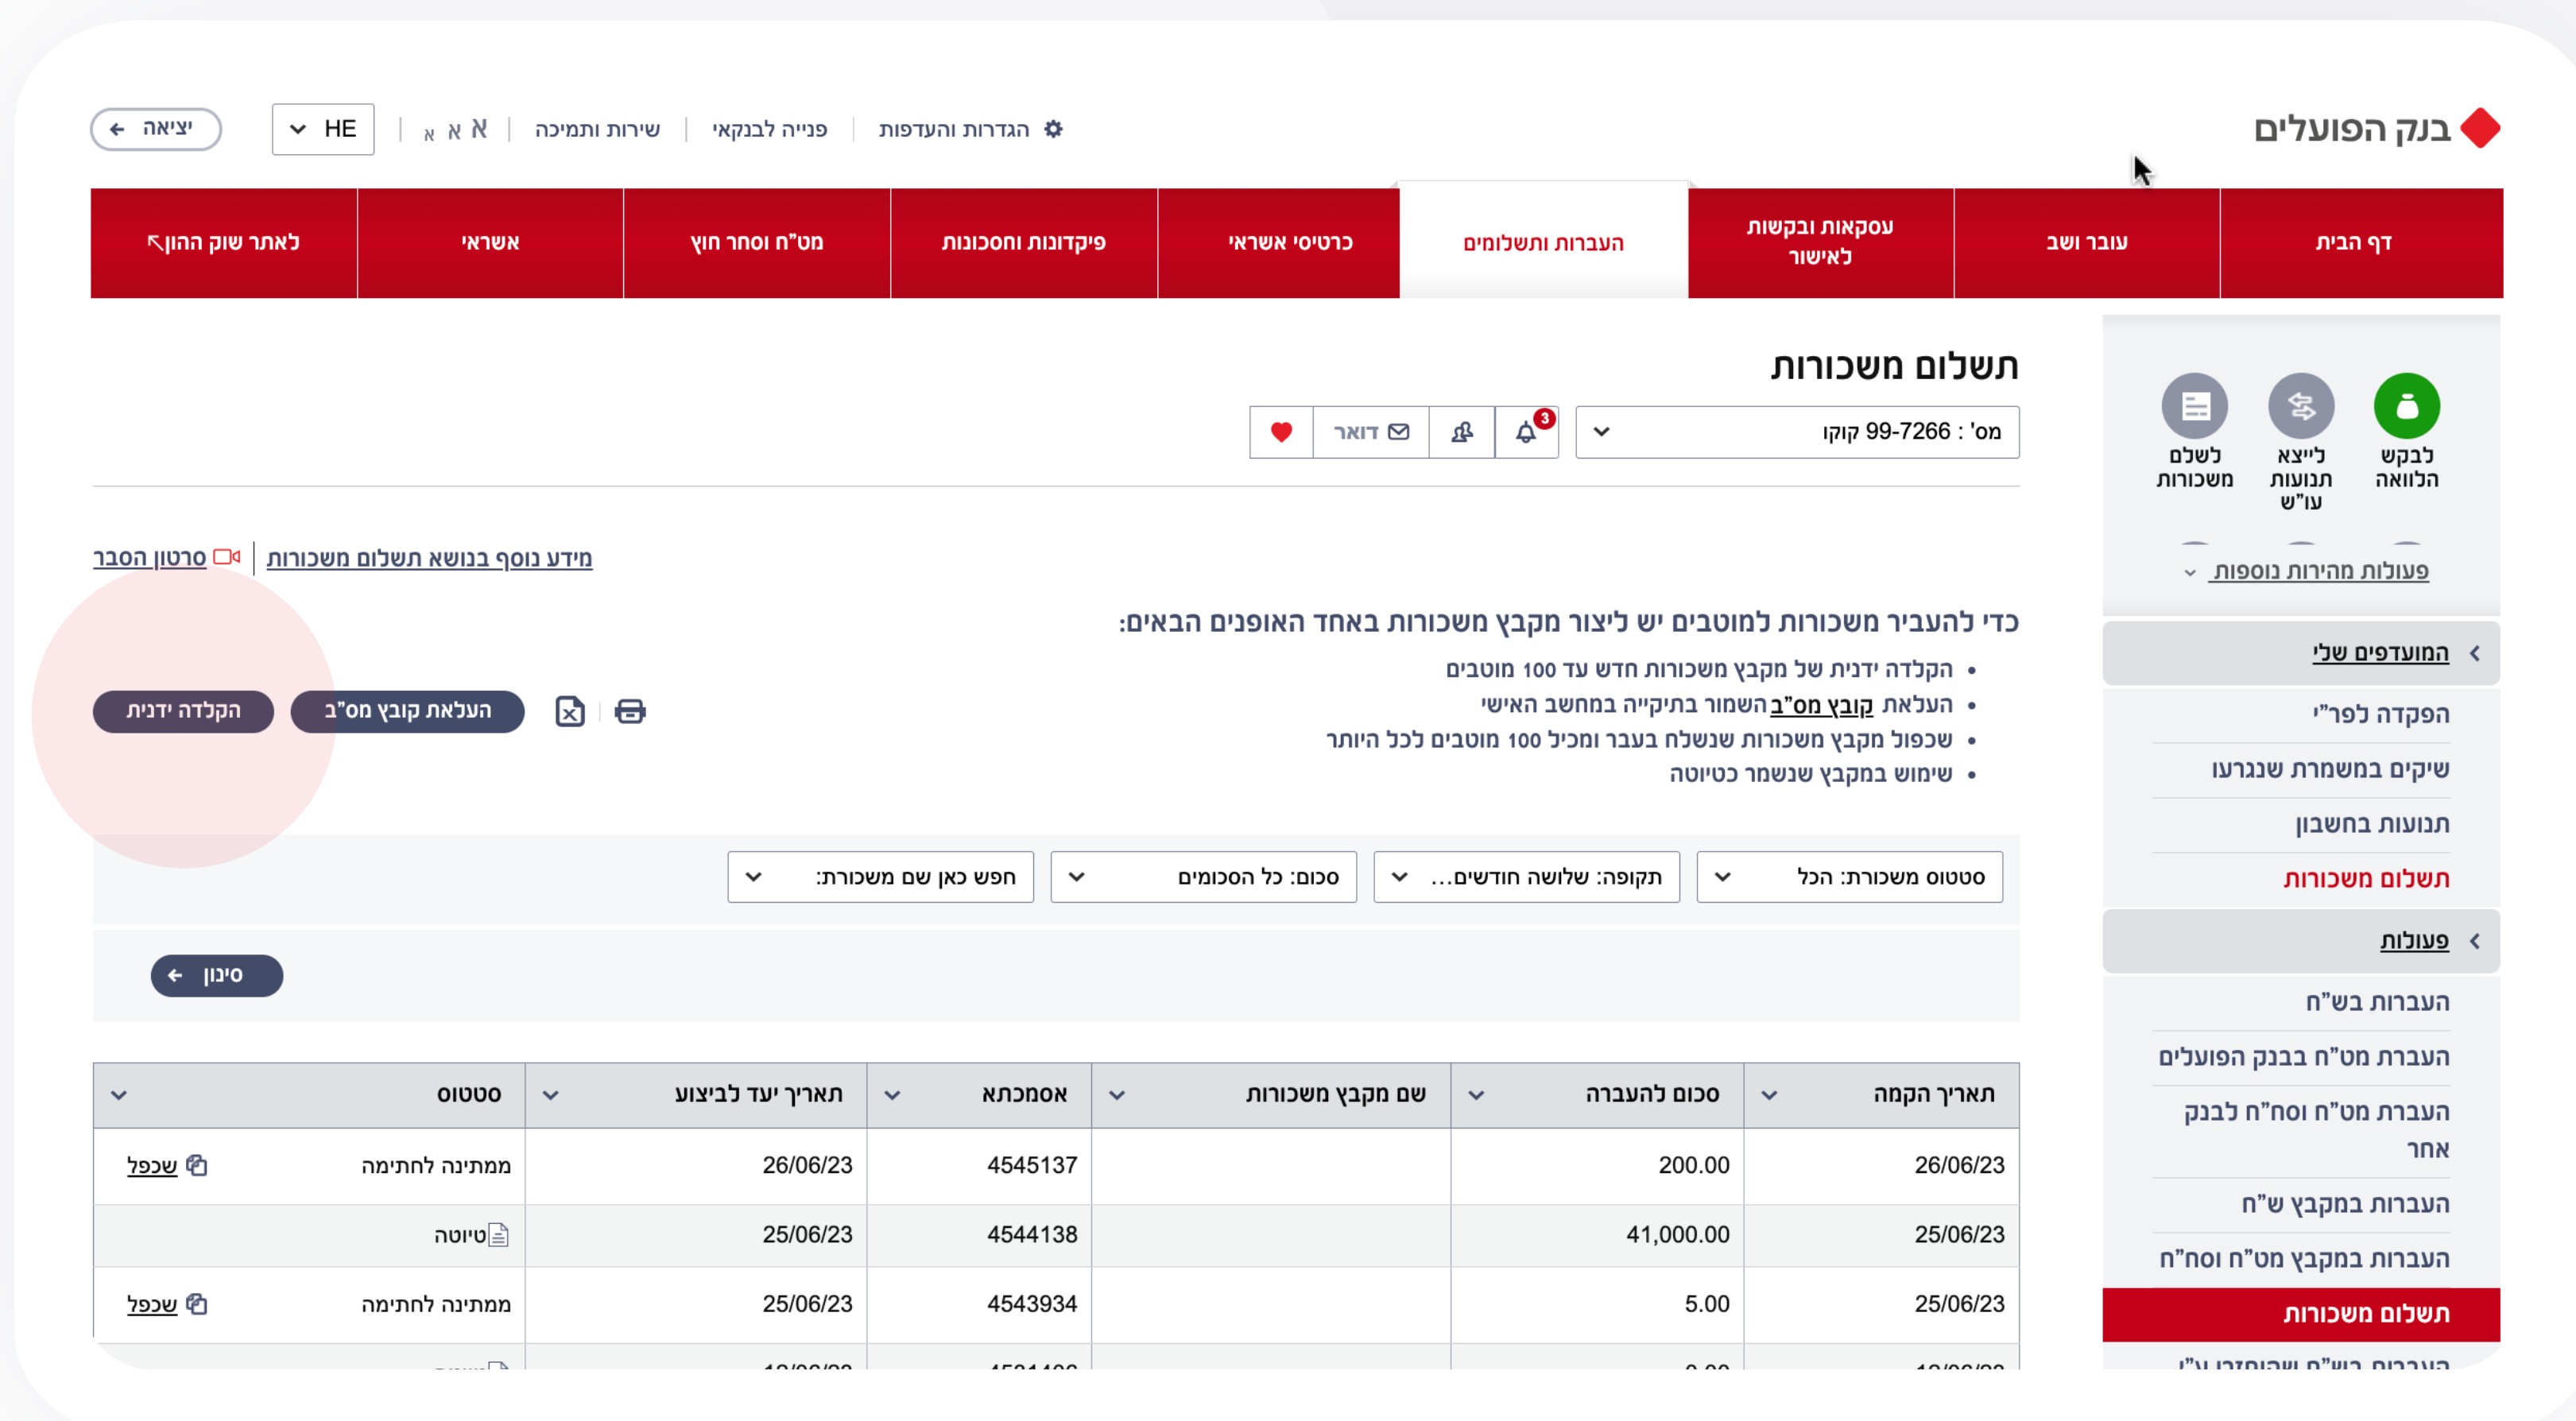 בנק הפועלים
הגדרות והעדפות
פנייה לבנקאי
שירות ותמיכה
א א א
HE
יציאה
דף הבית
עובר ושב
עסקאות ובקשות
לאישור
העברות ותשלומים
כרטיסי אשראי
פיקדונות וחסכונות
מט"ח וסחר חוץ
אשראי
לאתר שוק ההון
לבקש
הלוואה
לייצא
תנועות
עו"ש
לשלם
משכורות
פעולות מהירות נוספות
המועדפים שלי
הפקדה לפר"י
שיקים במשמרת שנגרעו
תנועות בחשבון
תשלום משכורות
פעולות
העברות בש"ח
העברת מט"ח בבנק הפועלים
העברת מט"ח וסח"ח לבנק
אחר
העברות במקבץ ש"ח
העברות במקבץ מט"ח וסח"ח
תשלום משכורות
תשלום משכורות
מס' : 99-7266 קוקו
3
דואר
מידע נוסף בנושא תשלום משכורות
סרטון הסבר
כדי להעביר משכורות למוטבים יש ליצור מקבץ משכורות באחד האופנים הבאים:
• הקלדה ידנית של מקבץ משכורות חדש עד 100 מוטבים
• העלאת קובץ מס"ב השמור בתיקייה במחשב האישי
• שכפול מקבץ משכורות שנשלח בעבר ומכיל 100 מוטבים לכל היותר
• שימוש במקבץ שנשמר כטיוטה
העלאת קובץ מס"ב
הקלדה ידנית
סטטוס משכורת: הכל
תקופה: שלושה חודשים...
סכום: כל הסכומים
חפש כאן שם משכורת:
סינון
תאריך הקמה סכום להעברה שם מקבץ משכורות אסמכתא תאריך יעד לביצוע סטטוס
26/06/23 200.00 4545137 26/06/23 ממתינה לחתימה שכפל
25/06/23 41,000.00 4544138 25/06/23 טיוטה
25/06/23 5.00 4543934 25/06/23 ממתינה לחתימה שכפל